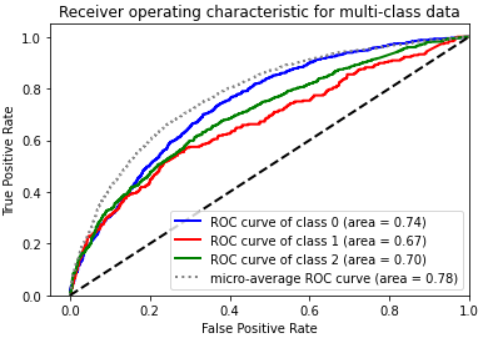 Receiver operating characteristic for multi-class data
True Positive Rate
1.0
0.8
0.6
0.4
0.2
0.0
ROC curve of class 0 (area = 0.74)
ROC curve of class 1 (area = 0.67)
ROC curve of class 2 (area = 0.70)
micro-average ROC curve (area = 0.78)
0.0 0.2 0.4 0.6 0.8 1.0
False Positive Rate